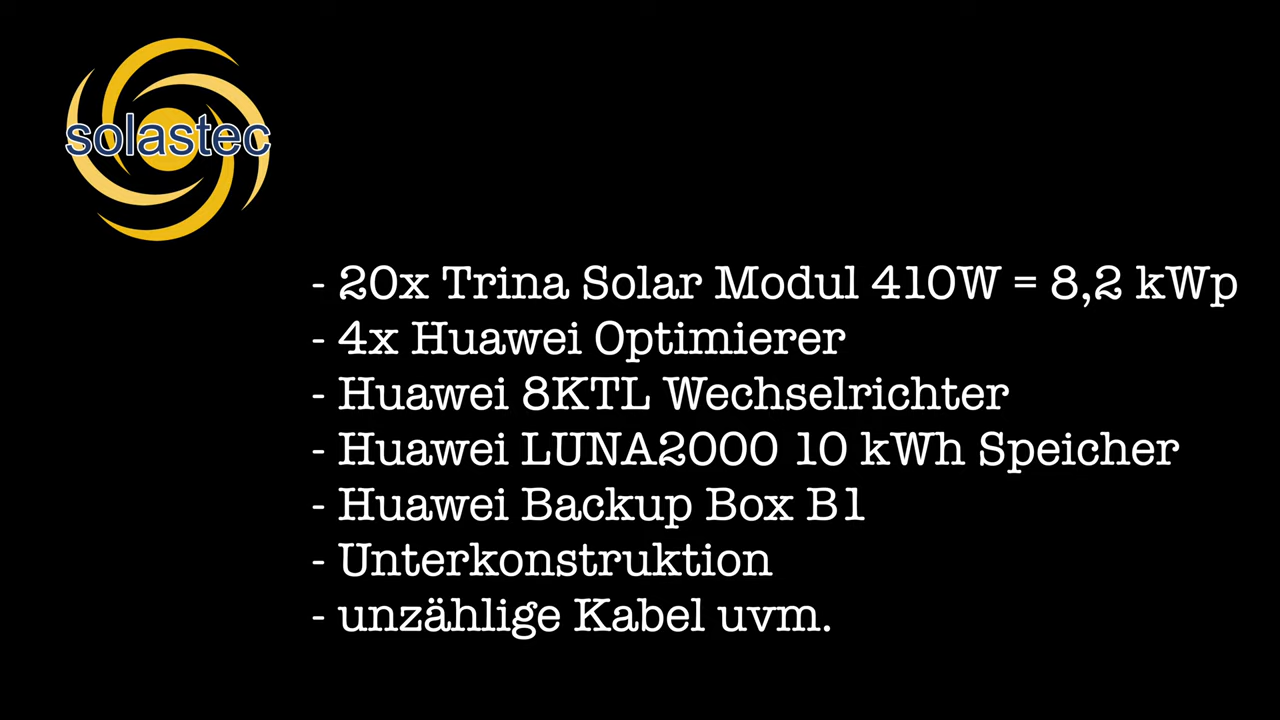 solastec
- 20x Trina Solar Modul 410W = 8,2 kWp
- 4x Huawei Optimierer
- Huawei 8KTL Wechselrichter
- Huawei LUNA2000 10 kWh Speicher
- Huawei Backup Box B1
- Unterkonstruktion
- unzählige Kabel uvm.